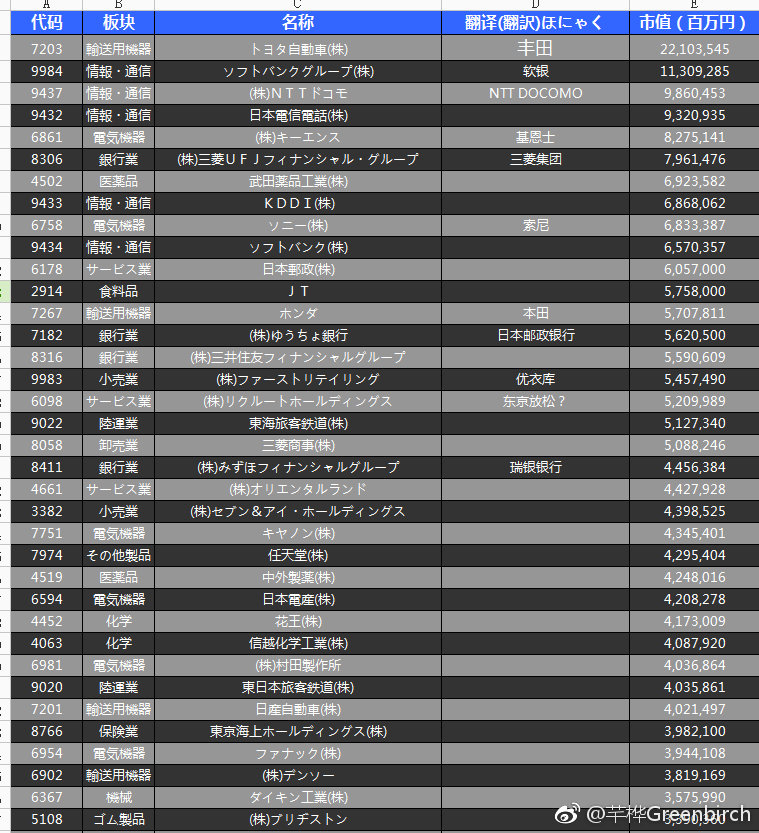 A B C D E
代码 板块 名称 翻译(翻訳)ほにゃく 市值（百万円）
7203 輸送用機器 トヨタ自動車(株) 丰田 22,103,545
9984 情報・通信 ソフトバンクグループ(株) 软银 11,309,285
9437 情報・通信 (株)ＮＴＴドコモ NTT DOCOMO 9,860,453
9432 情報・通信 日本電信電話(株) 9,320,935
6861 電気機器 (株)キーエンス 基恩士 8,275,141
8306 銀行業 (株)三菱ＵＦＪフィナンシャル・グループ 三菱集团 7,961,476
4502 医薬品 武田薬品工業(株) 6,923,582
9433 情報・通信 ＫＤＤＩ(株) 6,868,062
6758 電気機器 ソニー(株) 索尼 6,833,387
9434 情報・通信 ソフトバンク(株) 6,570,357
6178 サービス業 日本郵政(株) 6,057,000
2914 食料品 ＪＴ 5,758,000
7267 輸送用機器 ホンダ 本田 5,707,811
7182 銀行業 (株)ゆうちょ銀行 日本邮政银行 5,620,500
8316 銀行業 (株)三井住友フィナンシャルグループ 5,590,609
9983 小売業 (株)ファーストリテイリング 优衣库 5,457,490
6098 サービス業 (株)リクルートホールディングス 东京放松？ 5,209,989
9022 陸運業 東海旅客鉄道(株) 5,127,340
8058 卸売業 三菱商事(株) 5,088,246
8411 銀行業 (株)みずほフィナンシャルグループ 瑞银银行 4,456,384
4661 サービス業 (株)オリエンタルランド 4,427,928
3382 小売業 (株)セブン＆アイ・ホールディングス 4,398,525
7751 電気機器 キヤノン(株) 4,345,401
7974 その他製品 任天堂(株) 4,295,404
4519 医薬品 中外製薬(株) 4,248,016
6594 電気機器 日本電産(株) 4,208,278
4452 化学 花王(株) 4,173,009
4063 化学 信越化学工業(株) 4,087,920
6981 電気機器 (株)村田製作所 4,036,864
9020 陸運業 東日本旅客鉄道(株) 4,035,861
7201 輸送用機器 日産自動車(株) 4,021,497
8766 保険業 東京海上ホールディングス(株) 3,982,100
6954 電気機器 ファナック(株) 3,944,108
6902 輸送用機器 (株)デンソー 3,819,169
6367 機械 ダイキン工業(株) 3,575,990
5108 ゴム製品 (株)ブリヂストン
@芊桦Greenbirch